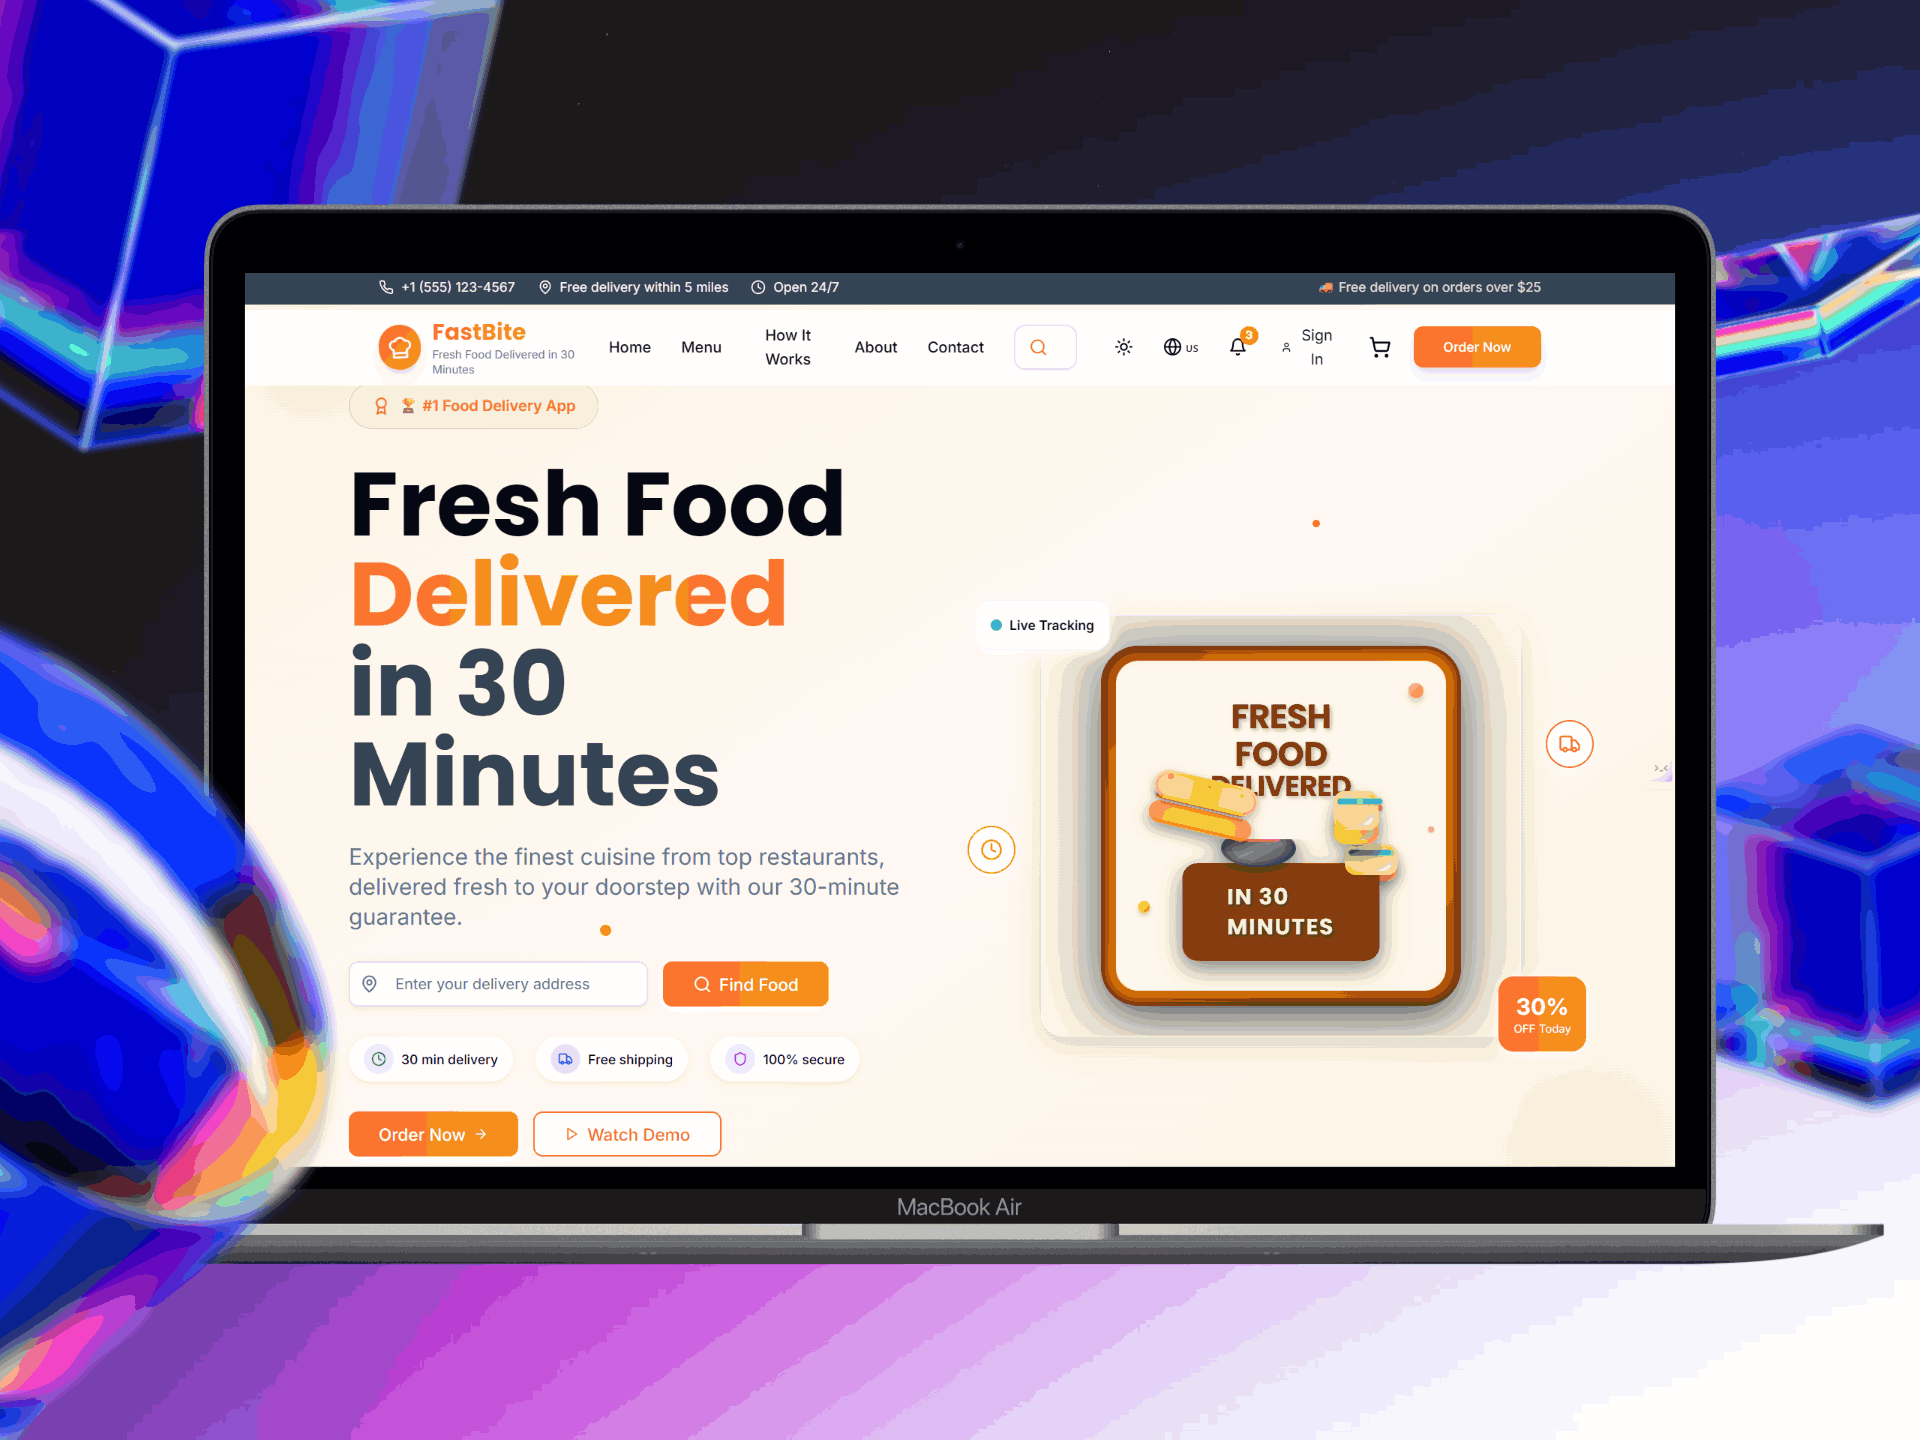 +1 (555) 123-4567
Free delivery within 5 miles
Open 24/7
Free delivery on orders over $25
FastBite
Fresh Food Delivered in 30
Minutes
Home
Menu
How It
Works
About
Contact
US
3
Sign
In
Order Now
#1 Food Delivery App
Fresh Food
Delivered
in 30
Minutes
Experience the finest cuisine from top restaurants,
delivered fresh to your doorstep with our 30-minute
guarantee.
Enter your delivery address
Find Food
30 min delivery
Free shipping
100% secure
Order Now
Watch Demo
Live Tracking
FRESH
FOOD
DELIVERED
IN 30
MINUTES
30%
OFF Today
MacBook Air